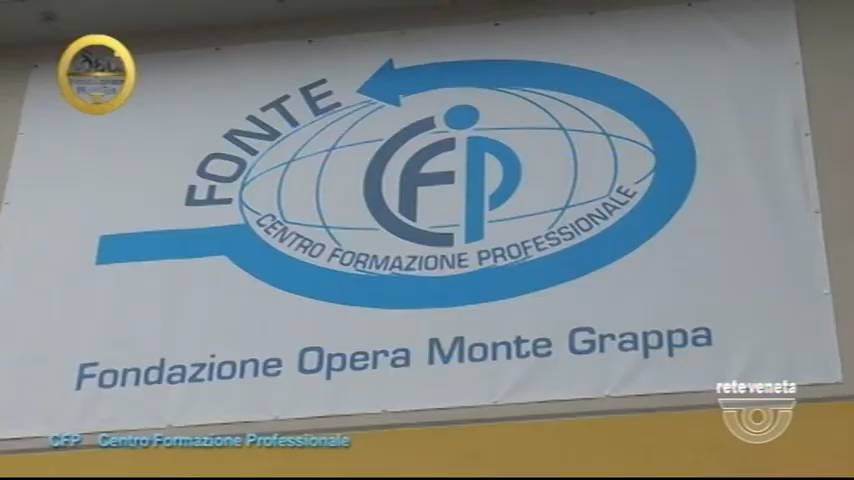 FONTE
CFP
CENTRO FORMAZIONE PROFESSIONALE
Fondazione Opera Monte Grappa
reteveneta
CFP Centro Formazione Professionale